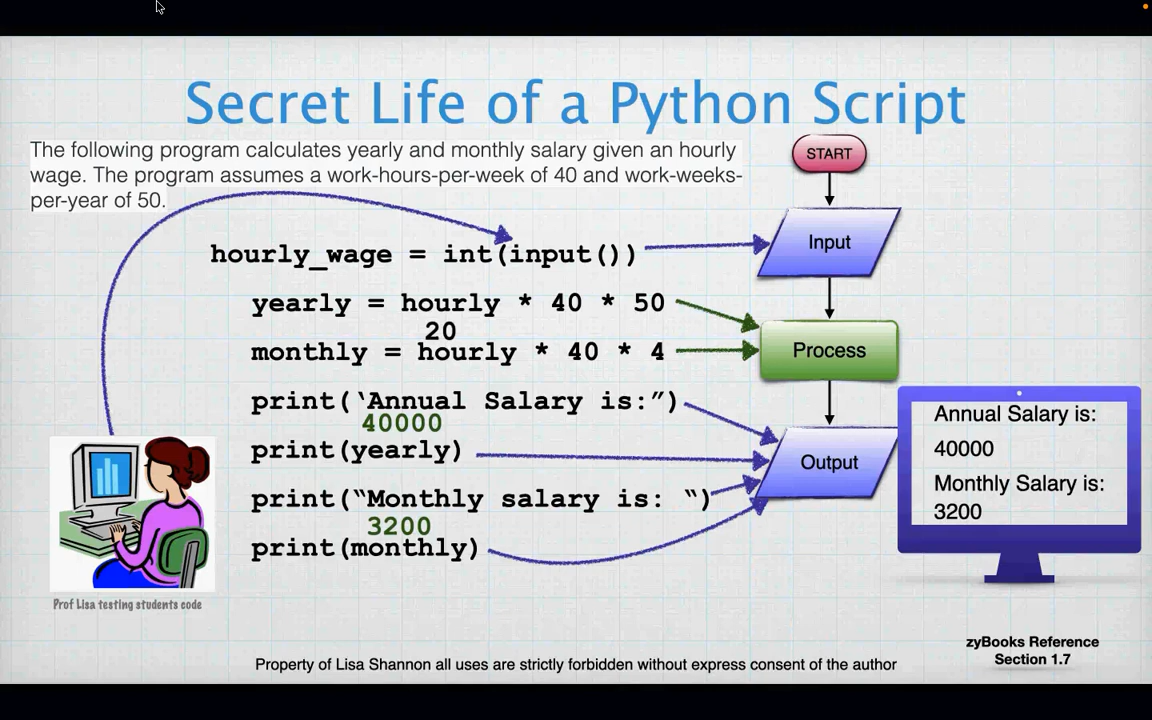 Secret Life of a Python Script
The following program calculates yearly and monthly salary given an hourly
wage. The program assumes a work-hours-per-week of 40 and work-weeks-
per-year of 50.
START
hourly_wage = int(input())
Input
yearly = hourly * 40 * 50
20
monthly = hourly * 40 * 4
Process
print(‘Annual Salary is:”)
40000
print(yearly)
Output
print(“Monthly salary is: “)
3200
print(monthly)
Annual Salary is:
40000
Monthly Salary is:
3200
Prof Lisa testing students code
zyBooks Reference
Section 1.7
Property of Lisa Shannon all uses are strictly forbidden without express consent of the author